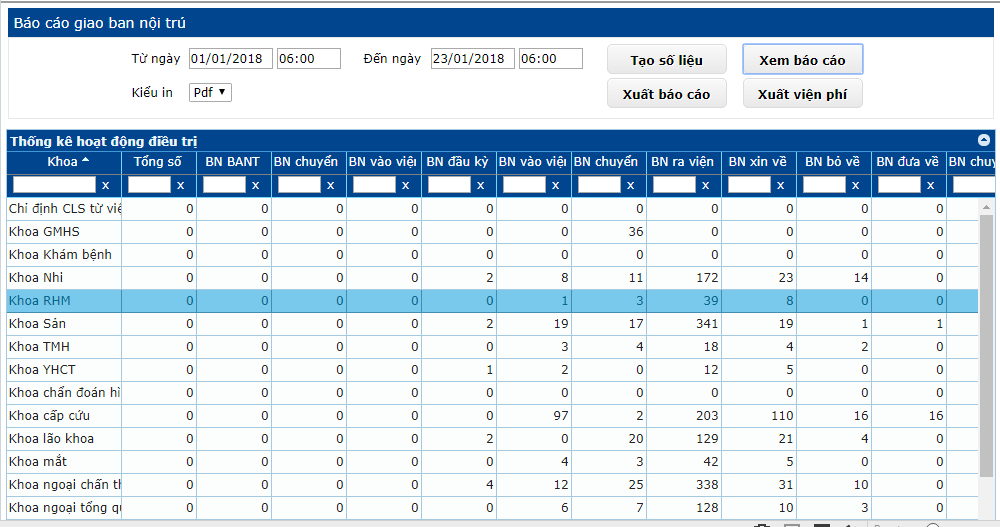 Báo cáo giao ban nội trú
Từ ngày 01/01/2018 06:00 Đến ngày 23/01/2018 06:00 Tạo số liệu Xem báo cáo
Kiểu in Pdf Xuất báo cáo Xuất viện phí
Thống kê hoạt động điều trị
Khoa Tổng số BN BANT BN chuyển BN vào viện BN đầu kỳ BN vào viện BN chuyển BN ra viện BN xin về BN bỏ về BN đưa về BN chuy
x x x x x x x x x x x x
Chỉ định CLS từ việ 0 0 0 0 0 0 0 0 0 0 0
Khoa GMHS 0 0 0 0 0 0 36 0 0 0 0
Khoa Khám bệnh 0 0 0 0 0 0 0 0 0 0 0
Khoa Nhi 0 0 0 0 2 8 11 172 23 14 0
Khoa RHM 0 0 0 0 0 1 3 39 8 0 0
Khoa Sản 0 0 0 0 2 19 17 341 19 1 1
Khoa TMH 0 0 0 0 0 3 4 18 4 2 0
Khoa YHCT 0 0 0 0 1 2 0 12 5 0 0
Khoa chẩn đoán hì 0 0 0 0 0 0 0 0 0 0 0
Khoa cấp cứu 0 0 0 0 0 97 2 203 110 16 16
Khoa lão khoa 0 0 0 0 2 0 20 129 21 4 0
Khoa mắt 0 0 0 0 0 4 3 42 5 0 0
Khoa ngoại chấn th 0 0 0 0 4 12 25 338 31 10 0
Khoa ngoại tổng qu 0 0 0 0 0 6 7 128 10 3 0